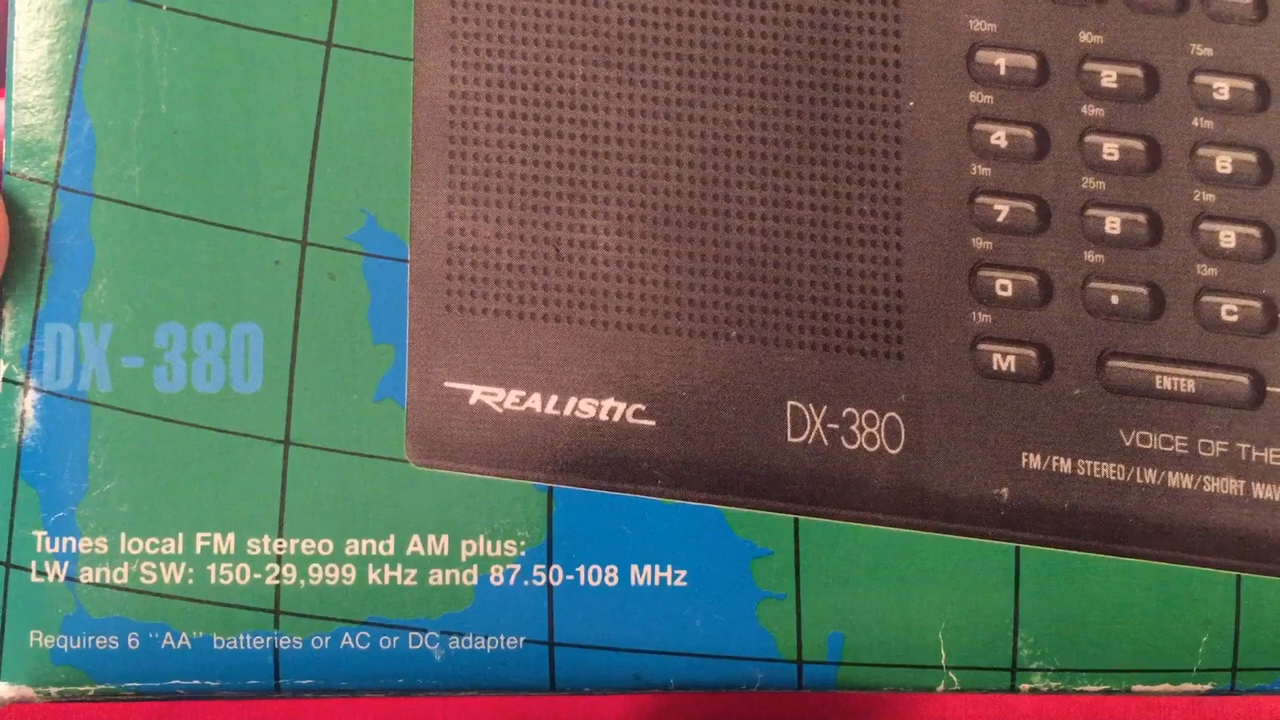 120m 90m 75m
1 2 3
60m 49m 41m
4 5 6
31m 25m 21m
7 8 9
19m 16m 13m
0 . C
11m
M ENTER
DX-380
REALISTIC DX-380
VOICE OF THE
FM/FM STEREO/LW/MW/SHORT WAV
Tunes local FM stereo and AM plus:
LW and SW: 150-29,999 kHz and 87.50-108 MHz
Requires 6 "AA" batteries or AC or DC adapter